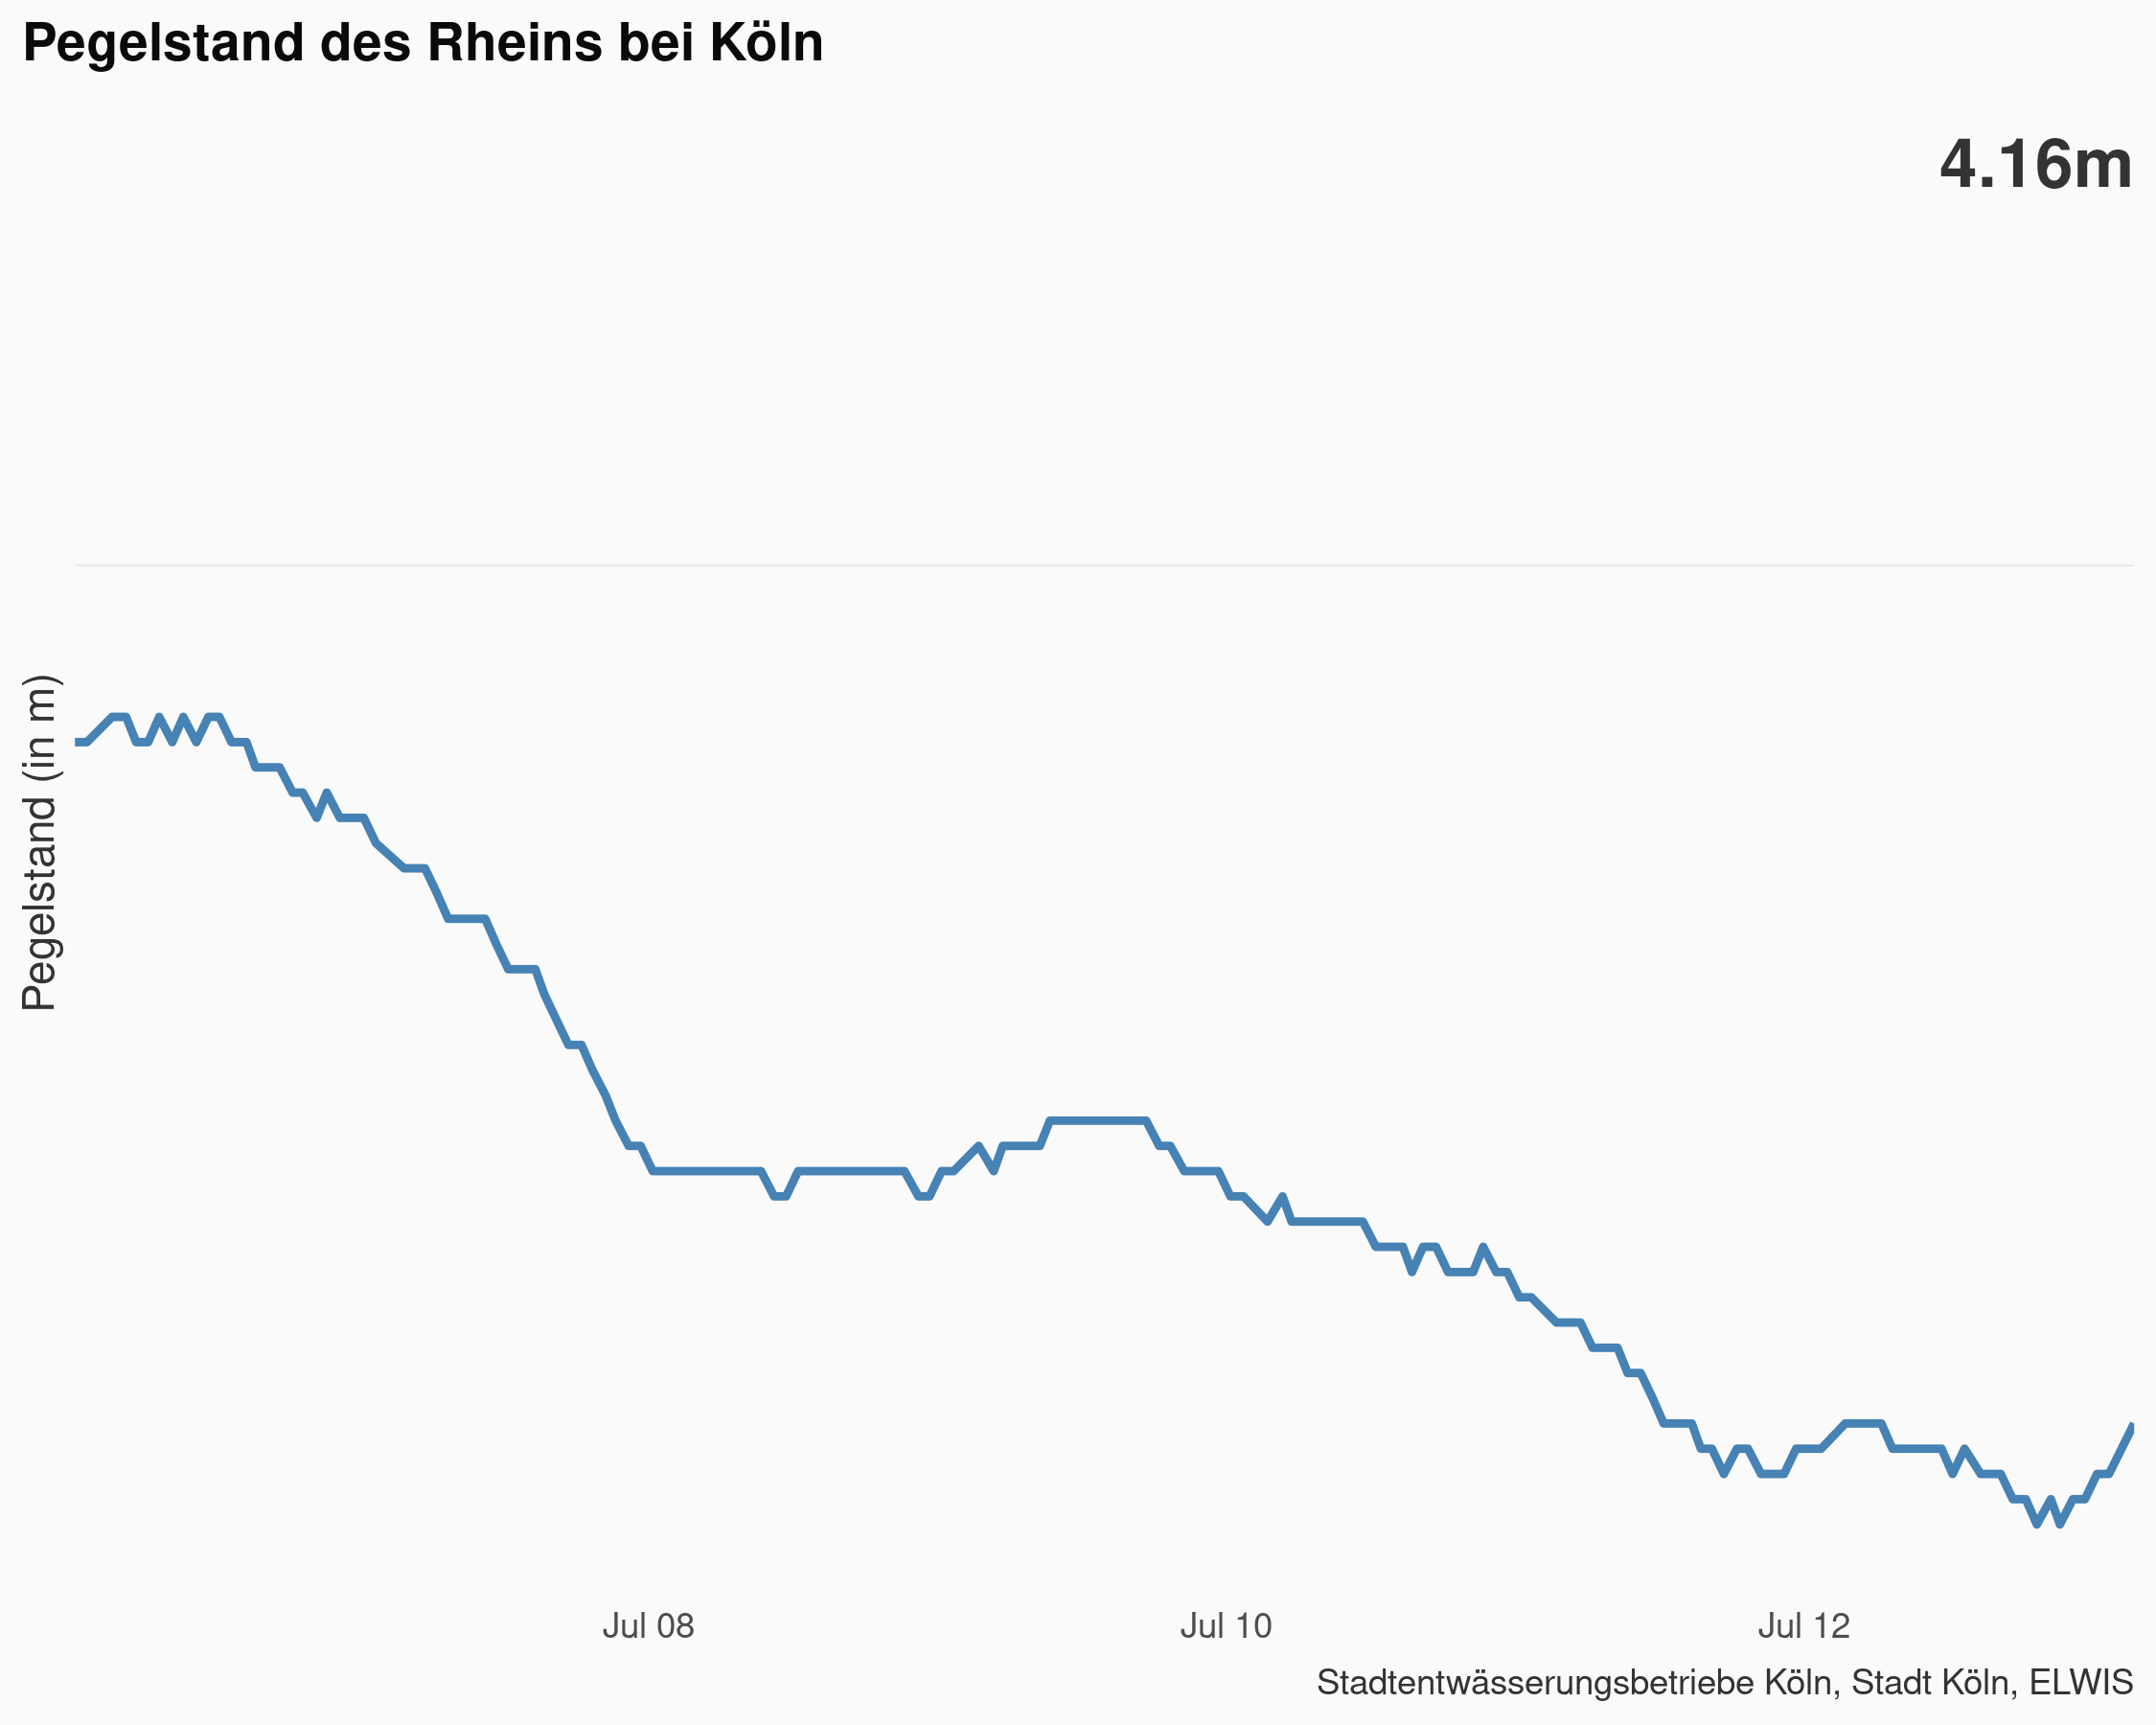 Pegelstand des Rheins bei Köln
4.16m
Pegelstand (in m)
Jul 08
Jul 10
Jul 12
Stadtentwässerungsbetriebe Köln, Stadt Köln, ELWIS